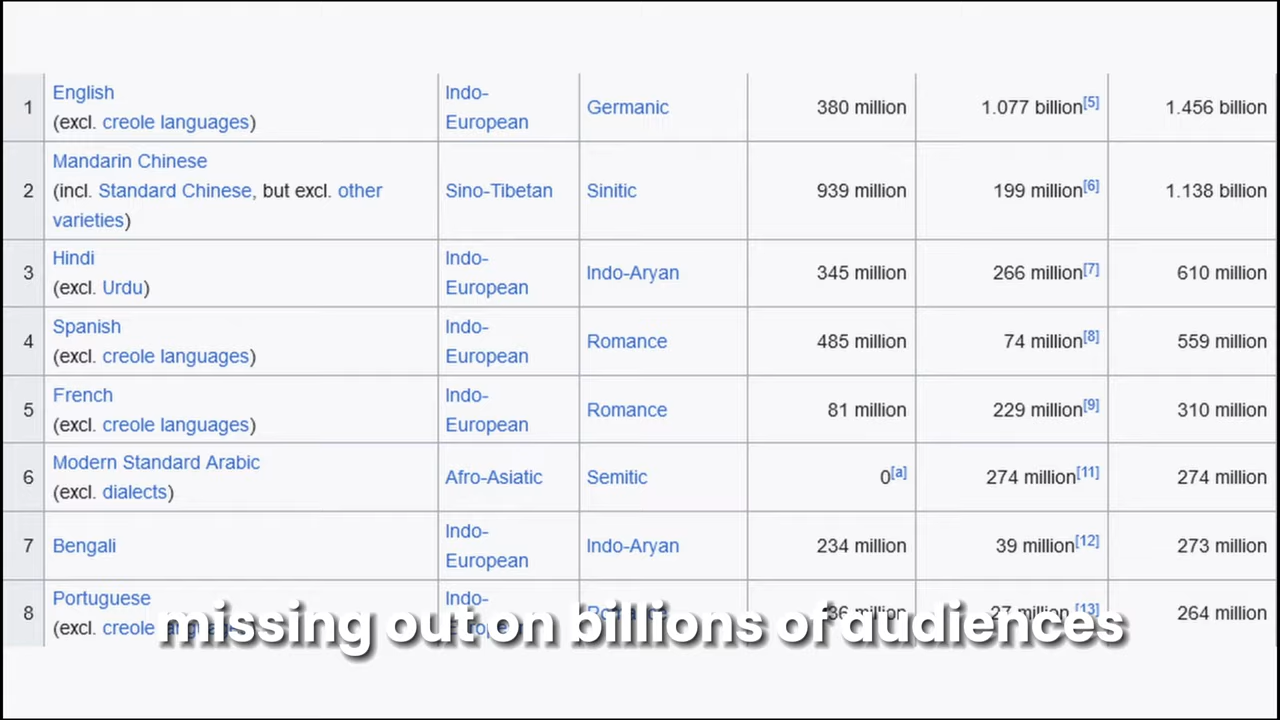 1 English (excl. creole languages) Indo-European Germanic 380 million 1.077 billion[5] 1.456 billion
2 Mandarin Chinese (incl. Standard Chinese, but excl. other varieties) Sino-Tibetan Sinitic 939 million 199 million[6] 1.138 billion
3 Hindi (excl. Urdu) Indo-European Indo-Aryan 345 million 266 million[7] 610 million
4 Spanish (excl. creole languages) Indo-European Romance 485 million 74 million[8] 559 million
5 French (excl. creole languages) Indo-European Romance 81 million 229 million[9] 310 million
6 Modern Standard Arabic (excl. dialects) Afro-Asiatic Semitic 0[a] 274 million[11] 274 million
7 Bengali Indo-European Indo-Aryan 234 million 39 million[12] 273 million
8 Portuguese (excl. creole Indo- million 27 million[13] 264 million
missing out on billions of audiences